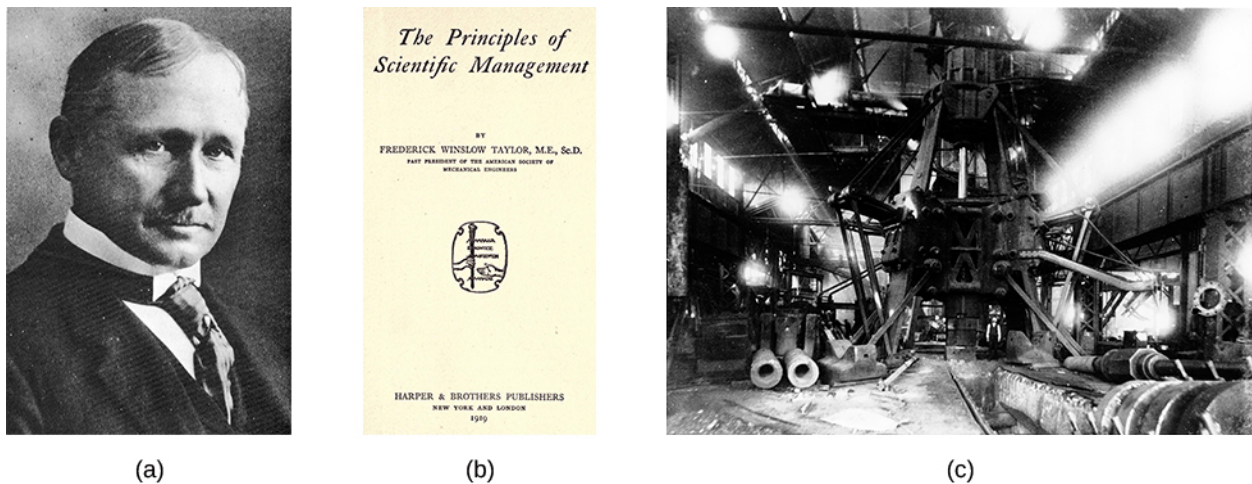 The Principles of
Scientific Management
BY
FREDERICK WINSLOW TAYLOR, M.E., Sc.D.
PAST PRESIDENT OF THE AMERICAN SOCIETY OF
MECHANICAL ENGINEERS
HARPER & BROTHERS PUBLISHERS
NEW YORK AND LONDON
1919
(a)
(b)
(c)